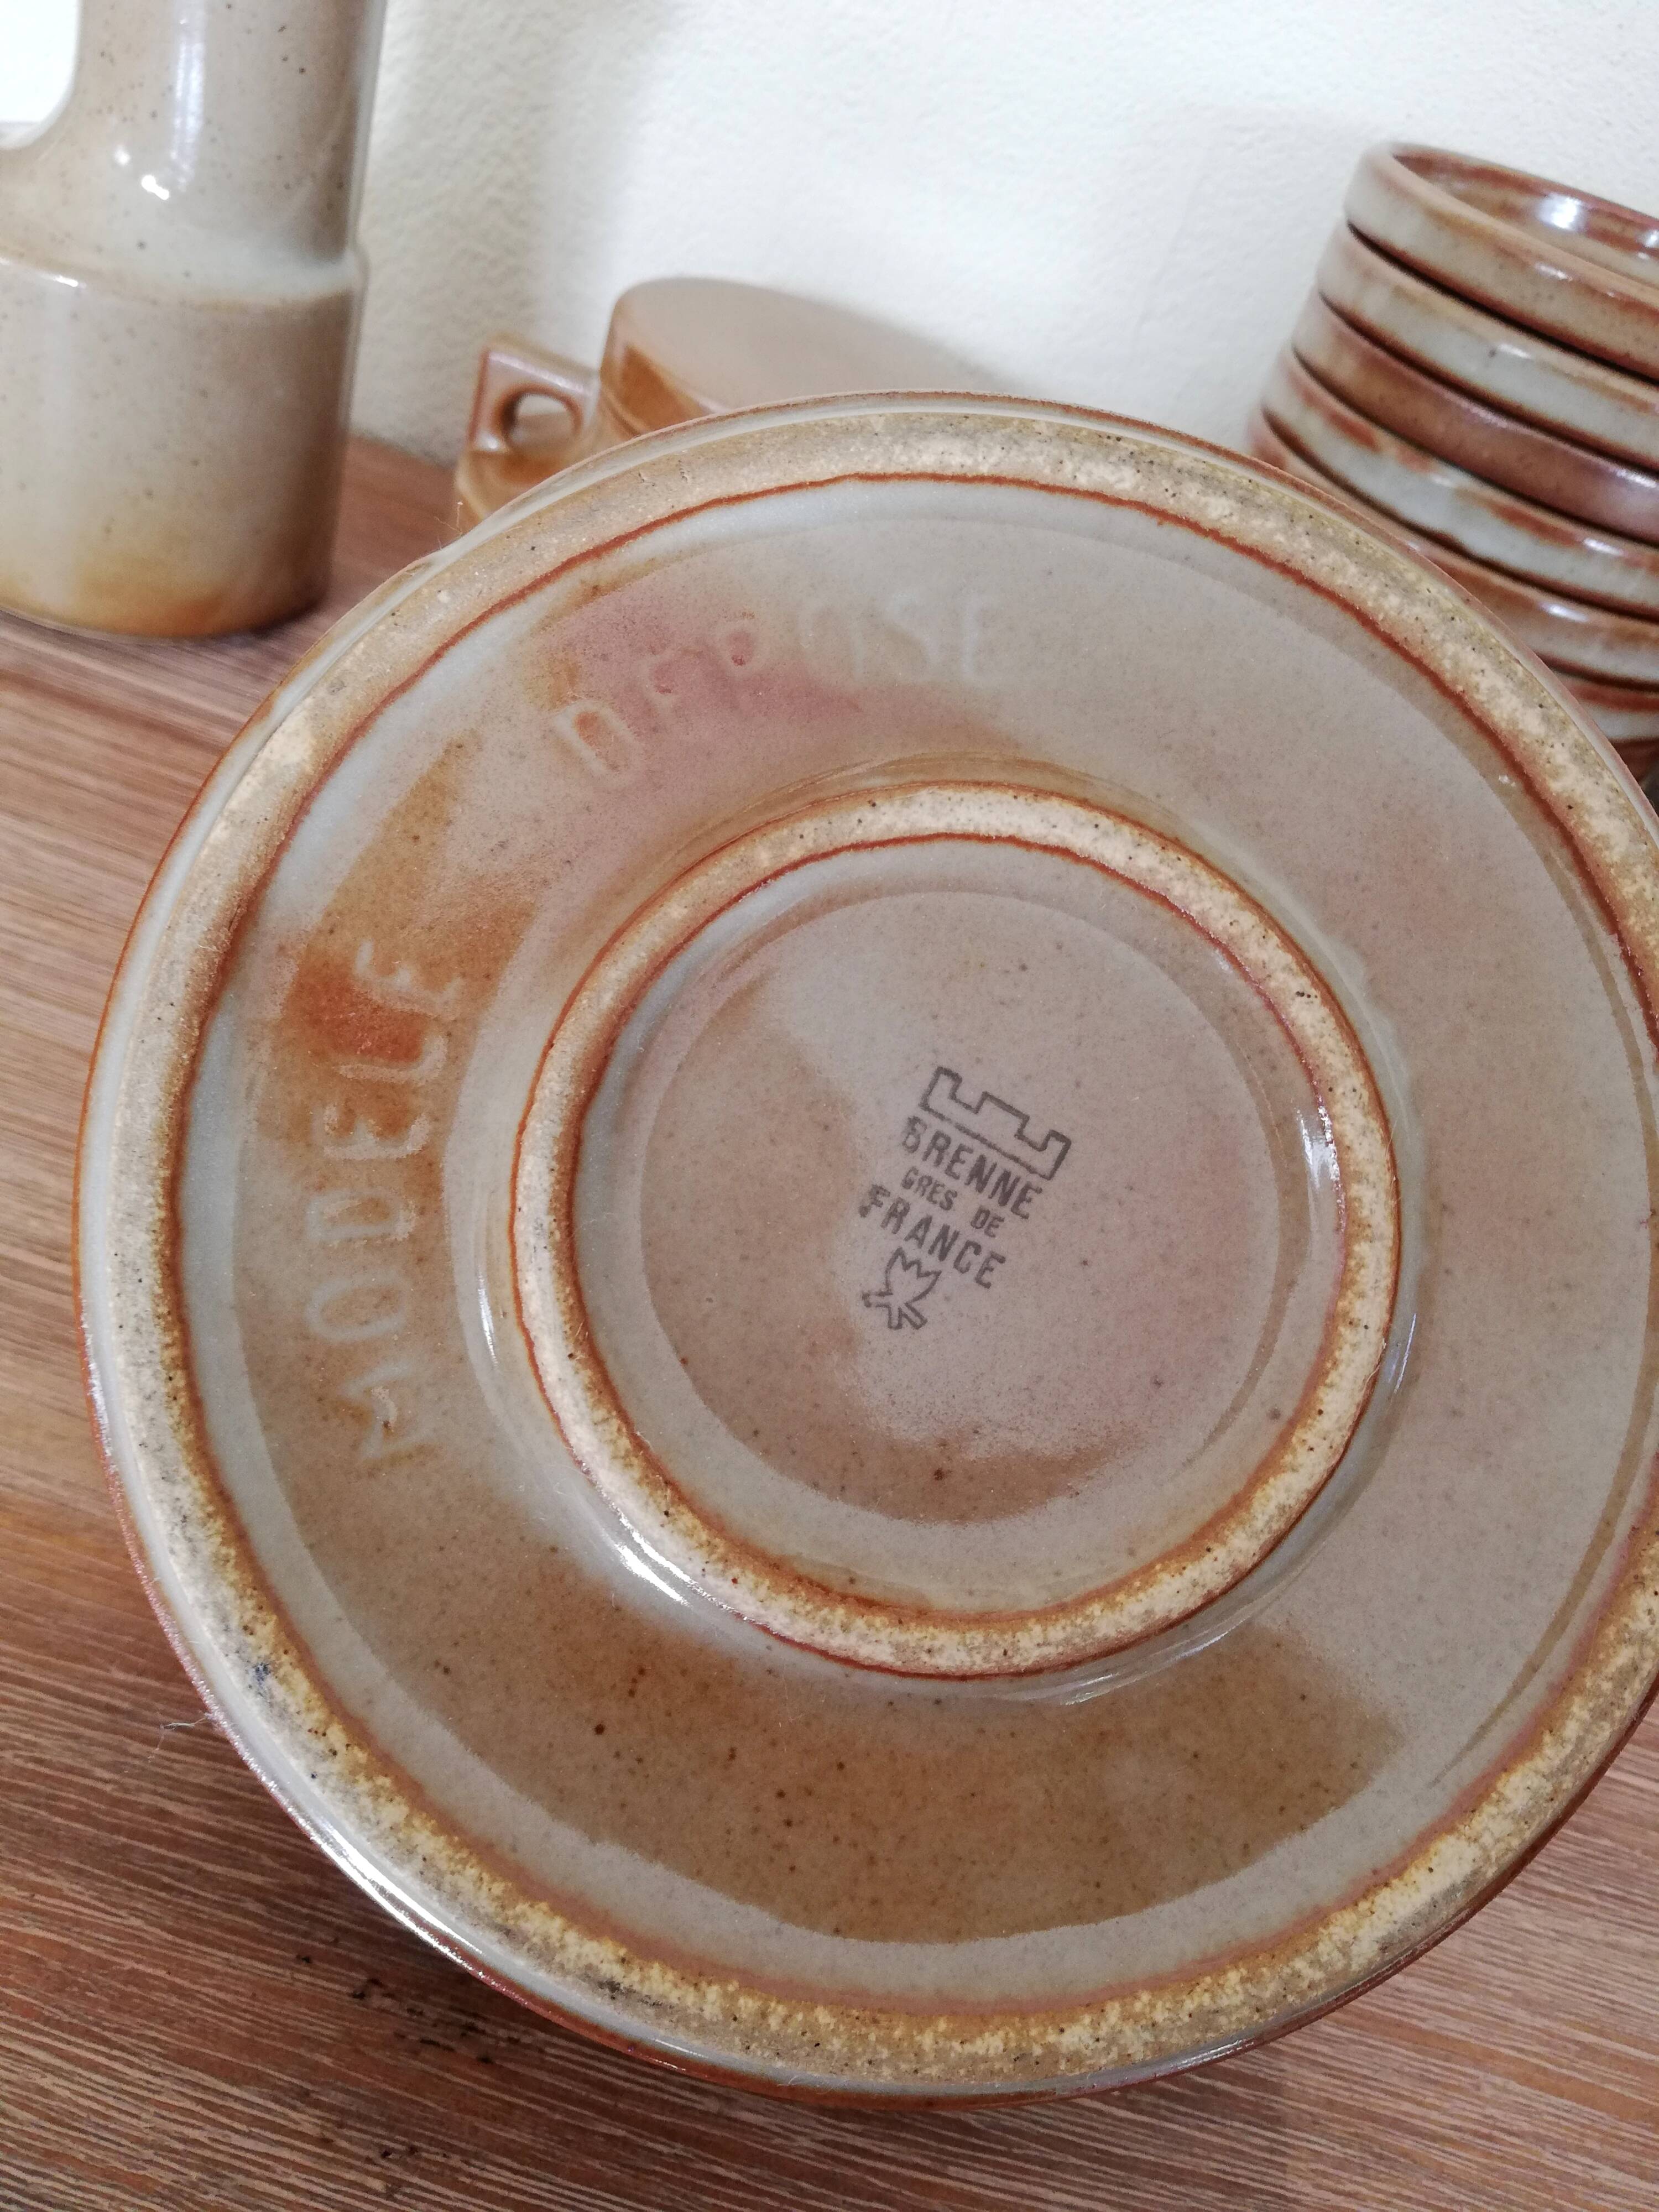 MODELE DEPOSE
BRENNE
GRES DE
FRANCE